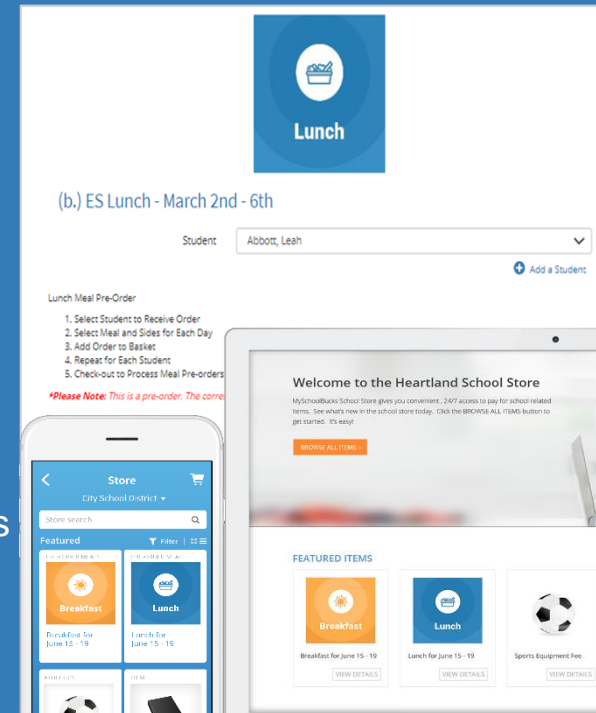 Lunch
(b.) ES Lunch - March 2nd - 6th
Student
Abbott, Leah
Add a Student
Lunch Meal Pre-Order
1. Select Student to Receive Order
2. Select Meal and Sides for Each Day
3. Add Order to Basket
4. Repeat for Each Student
5. Check-out to Process Meal Pre-orders
*Please Note: This is a pre-order. The
s
Store
City School District
Store search
Featured
Filter
Breakfast
Lunch
Breakfast for
June 15 - 19
Lunch for
June 15 - 19
ITEM
Welcome to the Heartland School Store
MySchoolBucks School Store gives you convenient , 24/7 access to pay for school related
items. See what's new in the school store today. Click the BROWSE ALL ITEMS button to
get started. It's easy!
BROWSE ALL ITEMS >
FEATURED ITEMS
Breakfast
Lunch
Breakfast for June 15 - 19
Lunch for June 15 - 19
Sports Equipment Fee
VIEW DETAILS
VIEW DETAILS
VIEW DETAILS